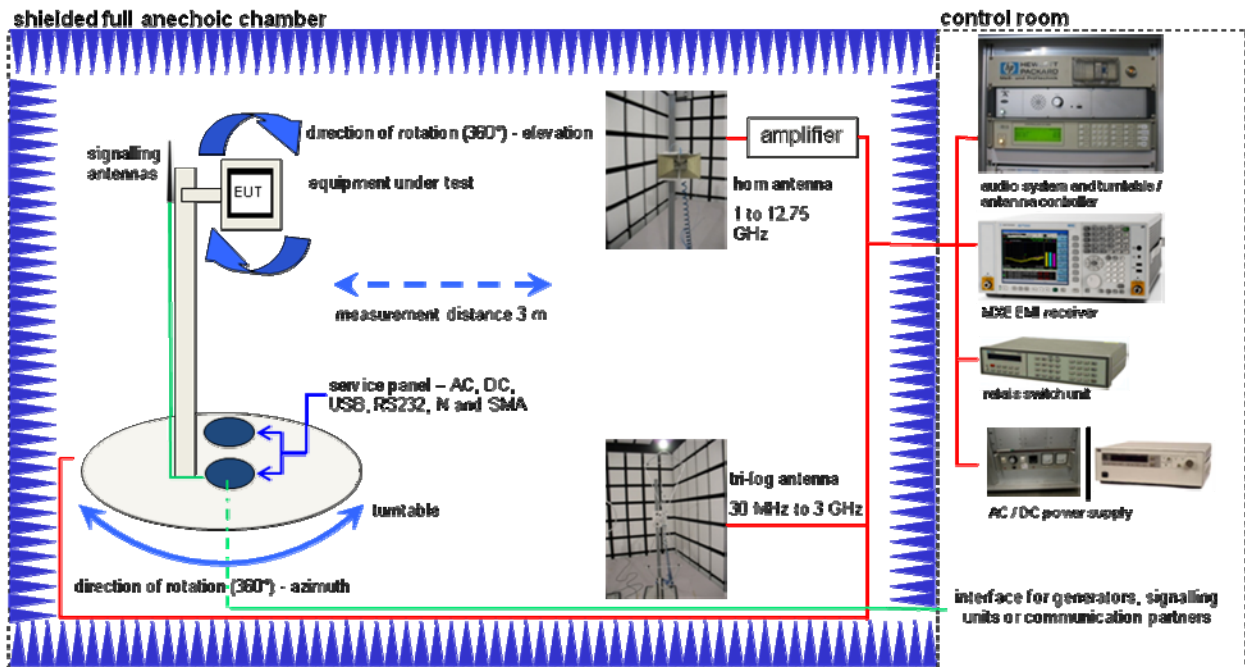 shielded full anechoic chamber
control room
direction of rotation (360°) - elevation
signalling
antennas
EUT
equipment under test
amplifier
horn antenna
1 to 12.75
GHz
measurement distance 3 m
service panel – AC, DC,
USB, RS232, N and SMA
tri-log antenna
30 MHz to 3 GHz
turntable
direction of rotation (360°) - azimuth
HEWLETT
PACKARD
audio system and turntable /
antenna controller
MXE EMI receiver
relais switch unit
AC / DC power supply
interface for generators, signalling
units or communication partners